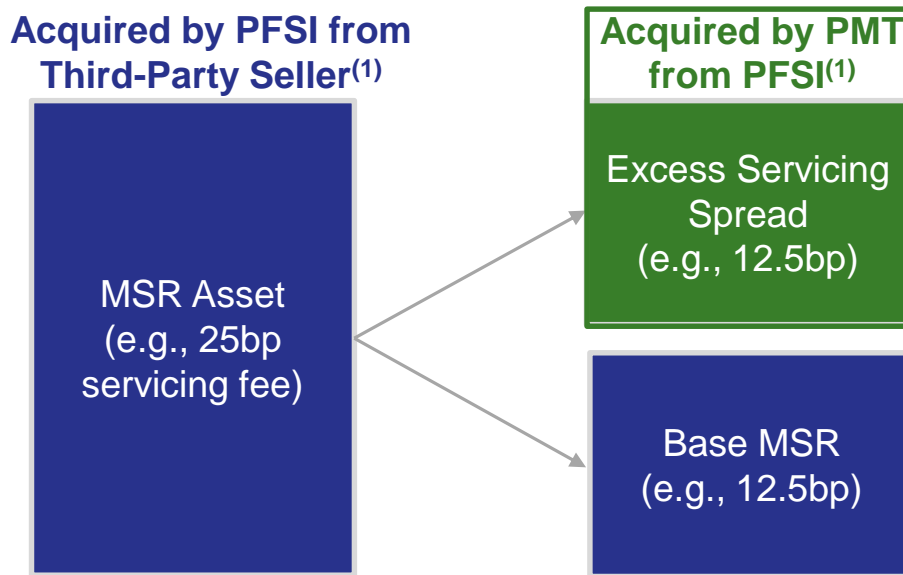 Acquired by PFSI from
Third-Party Seller(1)
MSR Asset
(e.g., 25bp
servicing fee)
Acquired by PMT
from PFSI(1)
Excess Servicing
Spread
(e.g., 12.5bp)
Base MSR
(e.g., 12.5bp)